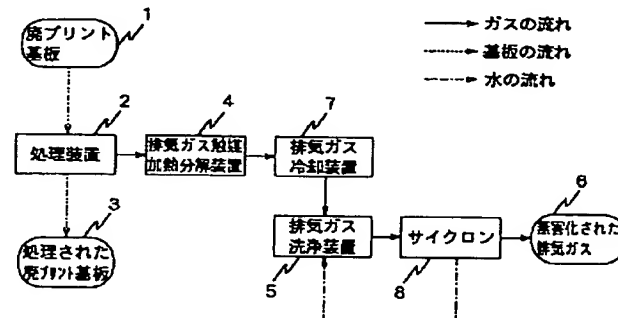 1
廃プリント
基板
ガスの流れ
基板の流れ
水の流れ
2
4
7
処理装置
排気ガス触媒
加熱分解装置
排気ガス
冷却装置
3
6
処理された
廃プリント基板
排気ガス
洗浄装置
サイクロン
無害化された
排気ガス
5
8